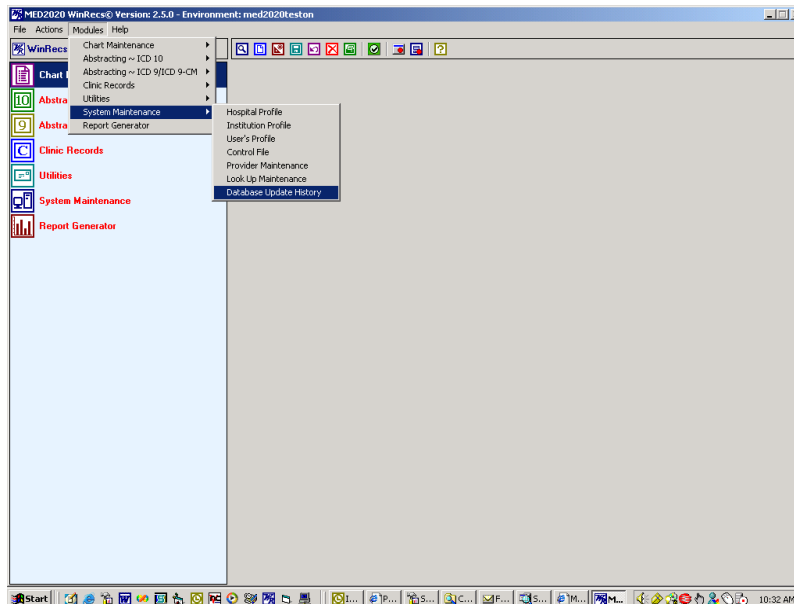 MED2020 WinRecs© Version: 2.5.0 - Environment: med2020teston
File Actions Modules Help
WinRecs
Chart Maintenance
Abstracting ~ ICD 10
Abstracting ~ ICD 9/ICD 9-CM
Clinic Records
Utilities
System Maintenance
Report Generator
Hospital Profile
Institution Profile
User's Profile
Control File
Provider Maintenance
Look Up Maintenance
Database Update History
Chart
10 Abstra
9 Abstra
C Clinic Records
Utilities
System Maintenance
Report Generator
Start
I... P... S... C... F... S... M... M... 10:32 AM